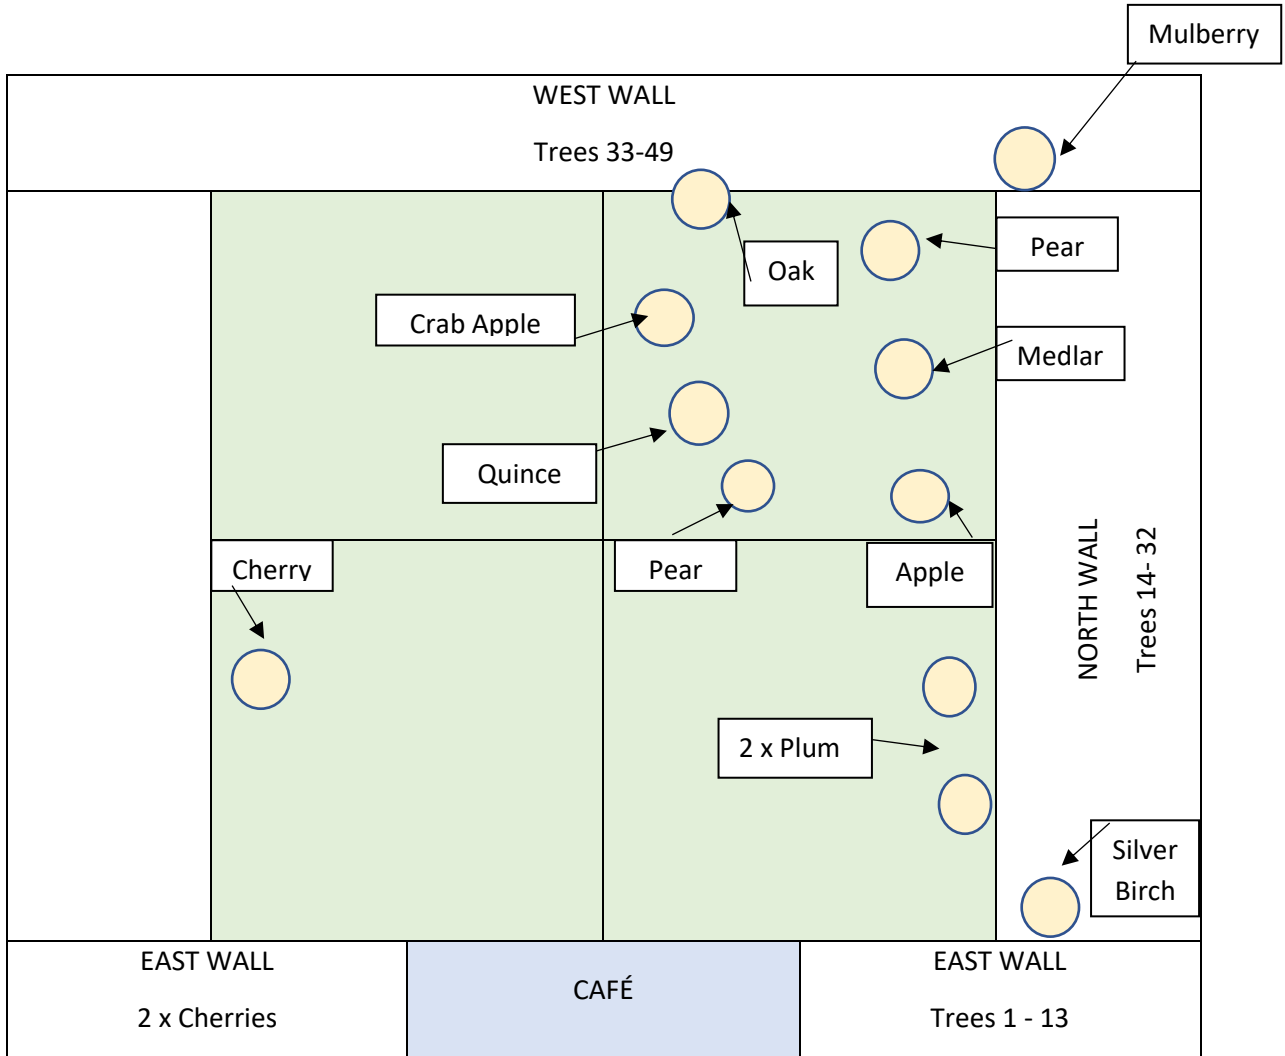 Mulberry
WEST WALL
Trees 33-49
Oak
Pear
Crab Apple
Medlar
Quince
Cherry
Pear
Apple
NORTH WALL
Trees 14- 32
2 x Plum
Silver
Birch
EAST WALL
2 x Cherries
CAFÉ
EAST WALL
Trees 1 - 13